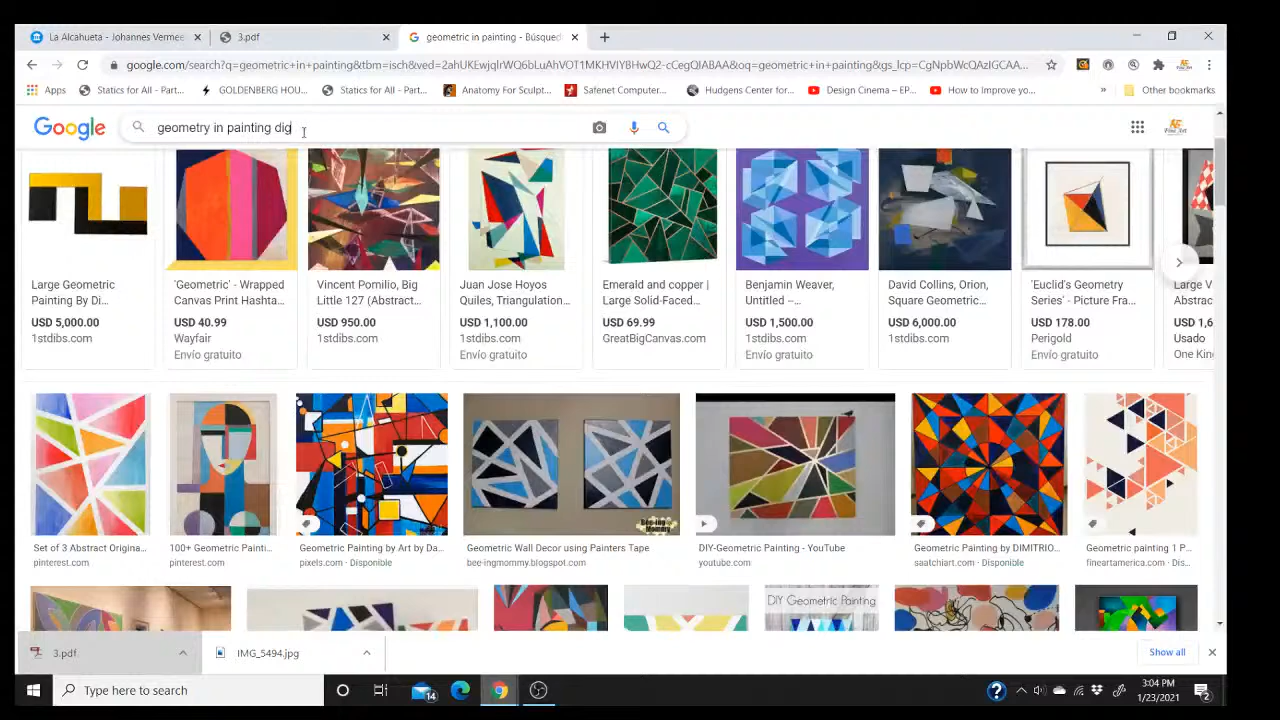 La Alcahueta - Johannes Vermee
3.pdf
geometric in painting - Búsqued
google.com/search?q=geometric+in+painting&tbm=isch&ved=2ahUKEwjqlrWQ6bLuAhVOT1MKHVIYBHwQ2-cCegQIABAA&oq=geometric+in+painting&gs_lcp=CgNpbWcQAzIGCAA...
Apps
Statics for All - Part...
GOLDENBERG HOU...
Statics for All - Part...
Anatomy For Sculpt...
Safenet Computer...
Hudgens Center for...
Design Cinema – EP...
How to Improve yo...
»
Other bookmarks
Google
geometry in painting dig
Large Geometric
Painting By Di...
USD 5,000.00
1stdibs.com
'Geometric' - Wrapped
Canvas Print Hashta...
USD 40.99
Wayfair
Envío gratuito
Vincent Pomilio, Big
Little 127 (Abstract...
USD 950.00
1stdibs.com
Juan Jose Hoyos
Quiles, Triangulation...
USD 1,100.00
1stdibs.com
Envío gratuito
Emerald and copper |
Large Solid-Faced...
USD 69.99
GreatBigCanvas.com
Benjamin Weaver,
Untitled –...
USD 1,500.00
1stdibs.com
Envío gratuito
David Collins, Orion,
Square Geometric...
USD 6,000.00
1stdibs.com
'Euclid's Geometry
Series' - Picture Fra...
USD 178.00
Perigold
Envío gratuito
Large V
Abstrac
USD 1,6
Usado
One Kin
Set of 3 Abstract Origina...
pinterest.com
100+ Geometric Painti...
pinterest.com
Geometric Painting by Art by Da...
pixels.com · Disponible
Geometric Wall Decor using Painters Tape
bee-ingmommy.blogspot.com
DIY-Geometric Painting - YouTube
youtube.com
Geometric Painting by DIMITRIO...
saatchiart.com · Disponible
Geometric painting 1 P...
fineartamerica.com · Dis...
DIY Geometric Painting
3.pdf
IMG_5494.jpg
Show all
Type here to search
14
3:04 PM
1/23/2021
2